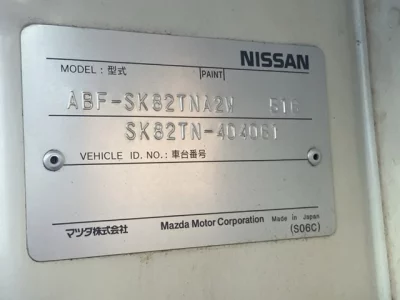 NISSAN
MODEL: 型式 PAINT
ABF-SK82TNA2W
SK82TN-404061
VEHICLE ID. NO.: 車台番号
マツダ株式会社 Mazda Motor Corporation Made in Japan
(S06C)